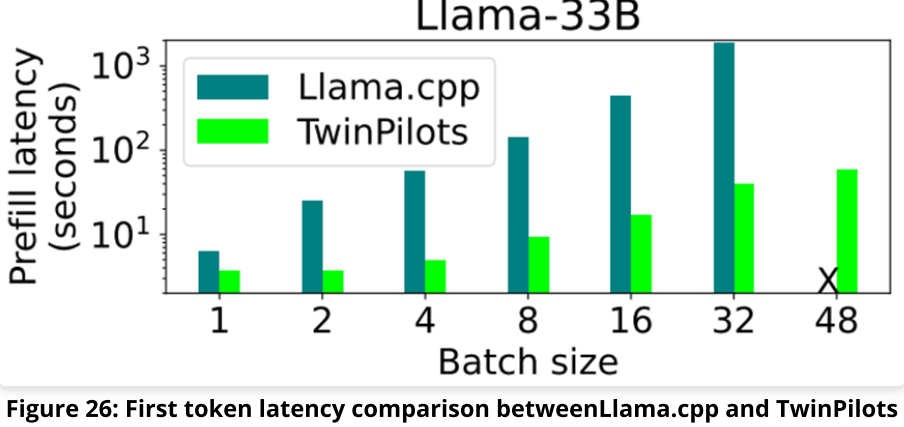 Llama-33B
Prefill latency
(seconds)
10³
10²
10¹
Llama.cpp
TwinPilots
X
1 2 4 8 16 32 48
Batch size
Figure 26: First token latency comparison betweenLlama.cpp and TwinPilots